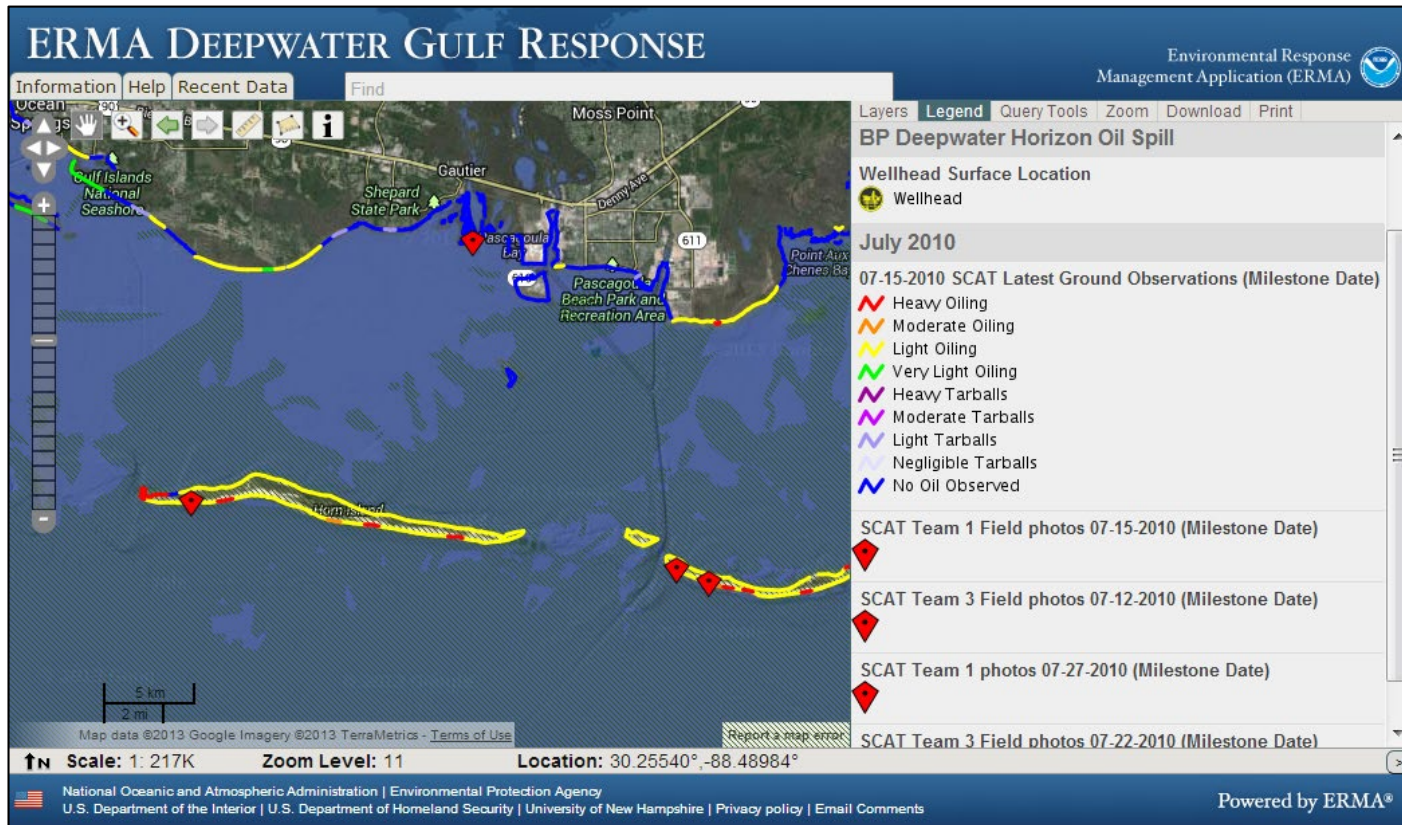 ERMA DEEPWATER GULF RESPONSE
Environmental Response
Management Application (ERMA)
Information Help Recent Data
Find
Layers Legend Query Tools Zoom Download Print
BP Deepwater Horizon Oil Spill
Wellhead Surface Location
Wellhead
July 2010
07-15-2010 SCAT Latest Ground Observations (Milestone Date)
Heavy Oiling
Moderate Oiling
Light Oiling
Very Light Oiling
Heavy Tarballs
Moderate Tarballs
Light Tarballs
Negligible Tarballs
No Oil Observed
SCAT Team 1 Field photos 07-15-2010 (Milestone Date)
SCAT Team 3 Field photos 07-12-2010 (Milestone Date)
SCAT Team 1 photos 07-27-2010 (Milestone Date)
SCAT Team 3 Field photos 07-22-2010 (Milestone Date)
Ocean
Springs
90
Moss Point
Gulf Islands
National
Seashore
Gautier
Shepard
State Park
Denny Ave
611
Pascagoula
Bay
Point Aux
Chenes Ba
Pascagoula
Beach Park and
Recreation Area
Horn Island
5 km
2 mi
Map data ©2013 Google Imagery ©2013 TerraMetrics - Terms of Use
Report a map error
N Scale: 1: 217K Zoom Level: 11 Location: 30.25540°,-88.48984°
National Oceanic and Atmospheric Administration | Environmental Protection Agency
U.S. Department of the Interior | U.S. Department of Homeland Security | University of New Hampshire | Privacy policy | Email Comments
Powered by ERMA®